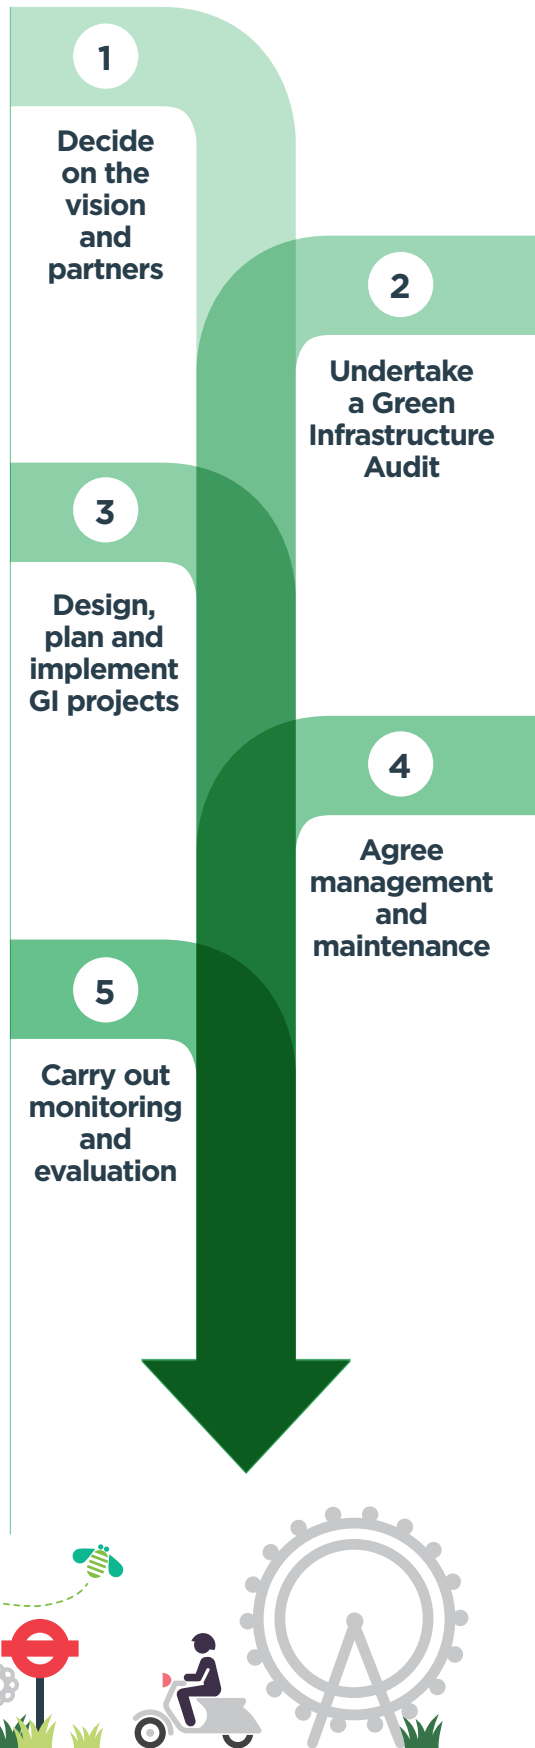 1
Decide
on the
vision
and
partners
2
Undertake
a Green
Infrastructure
Audit
3
Design,
plan and
implement
GI projects
4
Agree
management
and
maintenance
5
Carry out
monitoring
and
evaluation